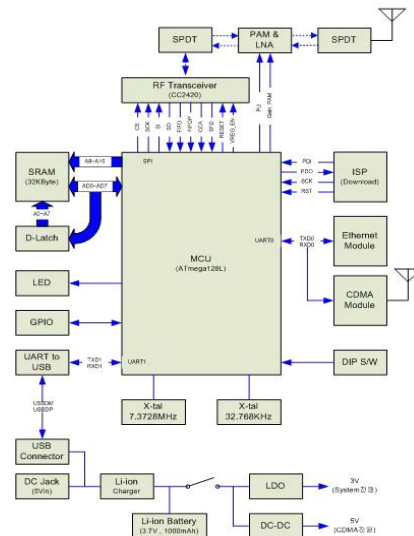 SPDT
PAM &
LNA
SPDT
RF Transceiver
(CC2420)
CS
SCK
SI
SO
FIFO
FIFOP
CCA
SFD
RESET
VREG_EN
Gain PAM
SPI
SRAM
(32KByte)
A8~A15
AD0~AD7
A0~A7
D-Latch
PDI
PDO
SCK
RST
ISP
(Download)
UART0
TXD0
RXD0
Ethernet
Module
MCU
(ATmega128L)
CDMA
Module
LED
GPIO
UART to
USB
TXD1
RXD1
UART1
DIP S/W
X-tal
7.3728MHz
X-tal
32.768KHz
USBDM
USBDP
USB
Connector
DC Jack
(5Vin)
Li-ion
Charger
LDO
3V
(System전원)
Li-ion Battery
(3.7V , 1000mAh)
DC-DC
5V
(CDMA전원)